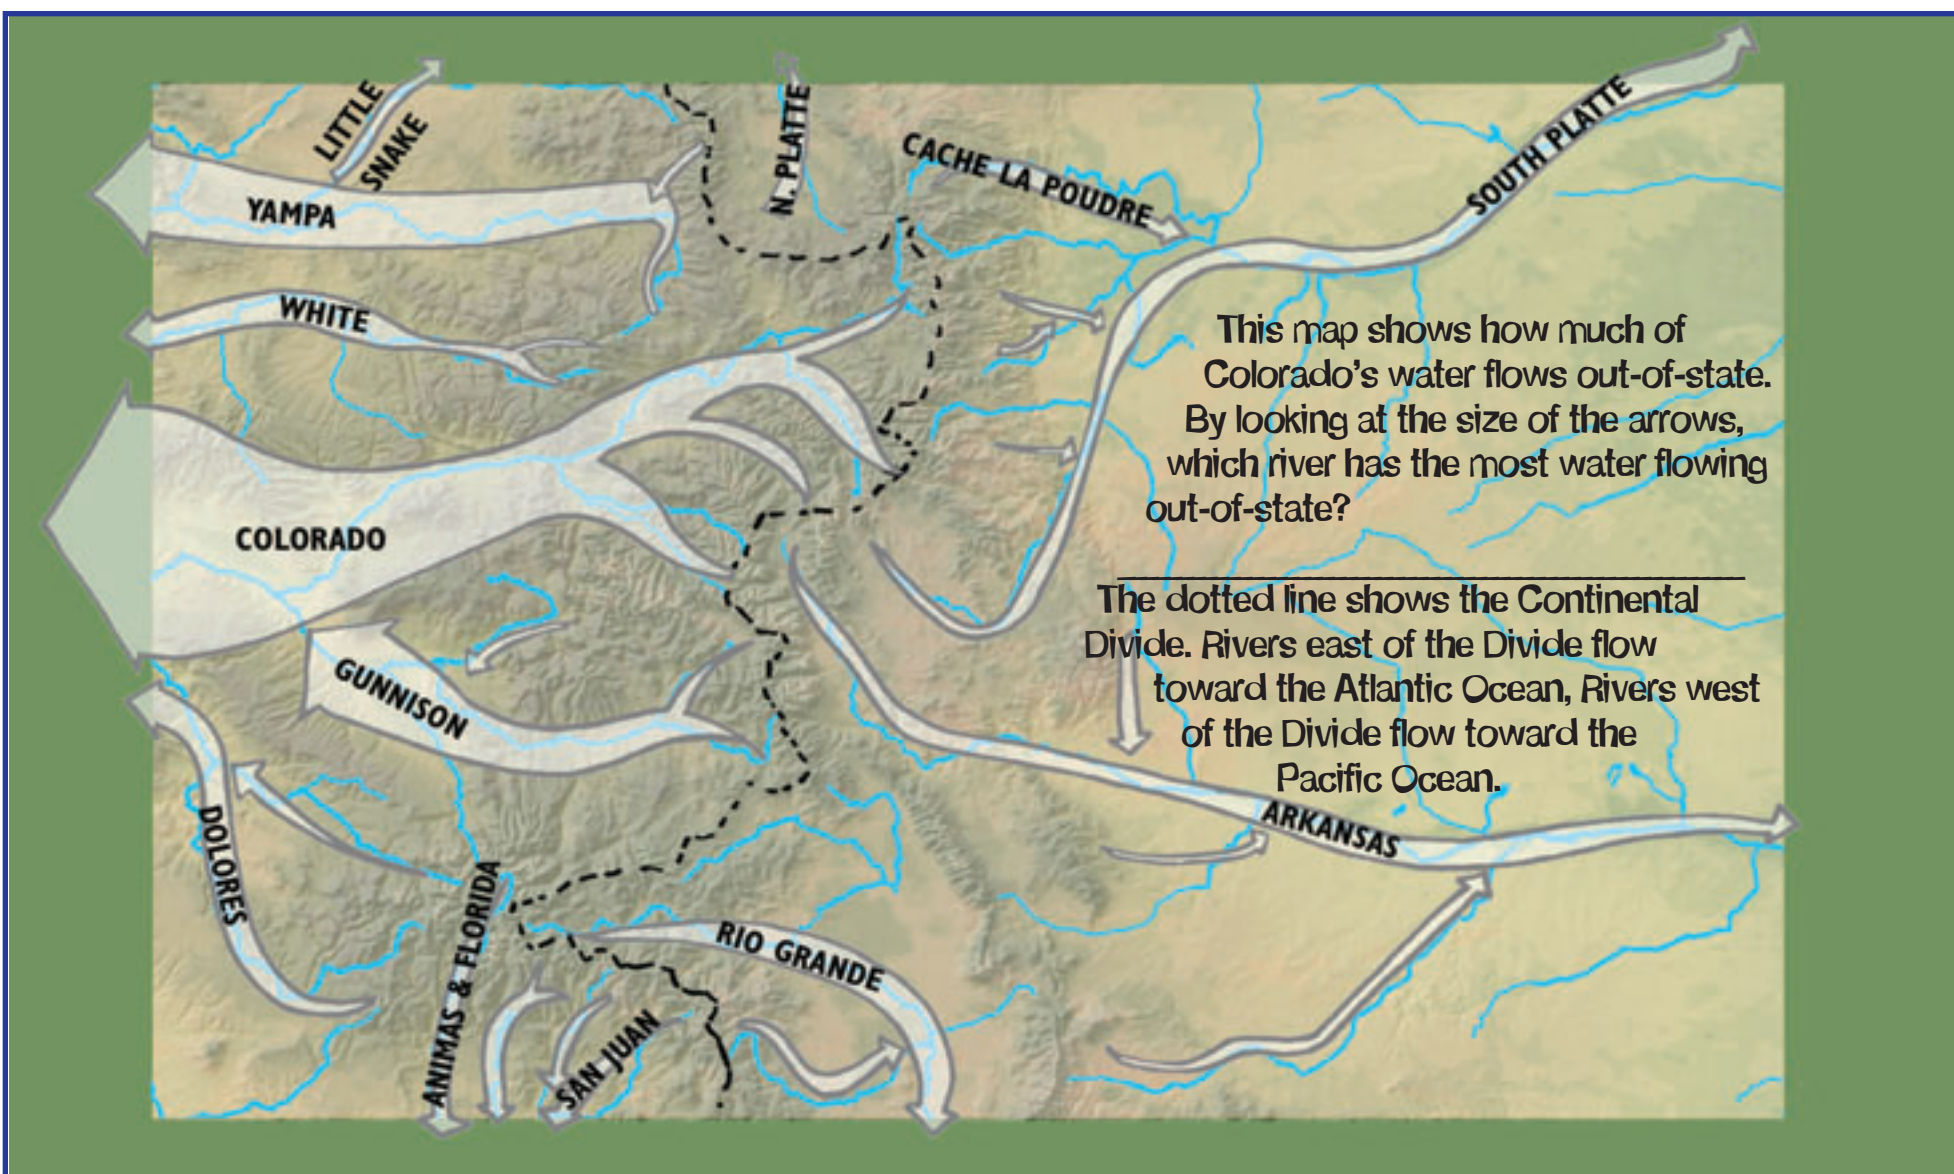 LITTLE
SNAKE
YAMPA
N. PLATTE
CACHE LA POUDRE
SOUTH PLATTE
WHITE
This map shows how much of
Colorado's water flows out-of-state.
By looking at the size of the arrows,
which river has the most water flowing
out-of-state?
COLORADO
The dotted line shows the Continental
Divide. Rivers east of the Divide flow
toward the Atlantic Ocean, Rivers west
of the Divide flow toward the
Pacific Ocean.
GUNNISON
DOLORES
ARKANSAS
ANIMAS & FLORIDA
RIO GRANDE
SAN JUAN